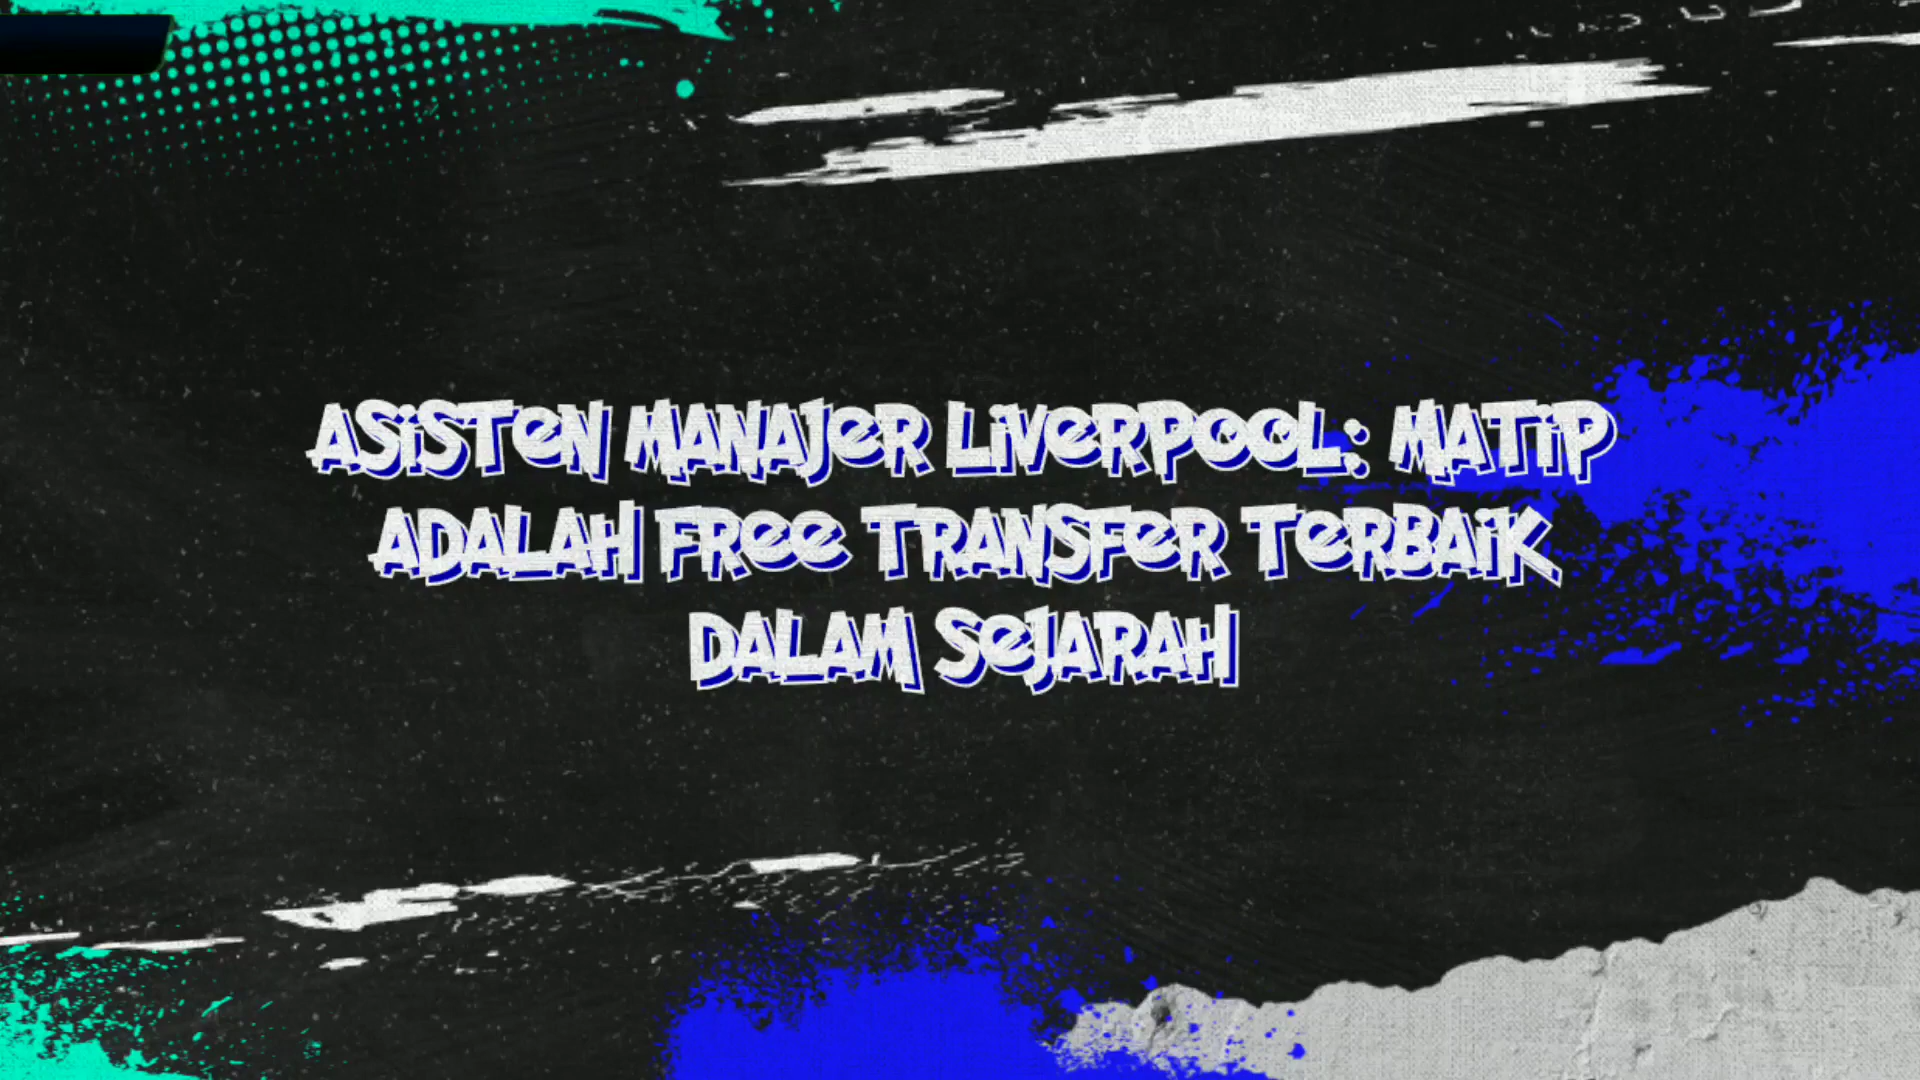 ASiSTeN MANAJeR LiVeRPOOL: MATiP
ADALAH FRee TRANSFeR TeRBAiK
DALAM SeJARAH